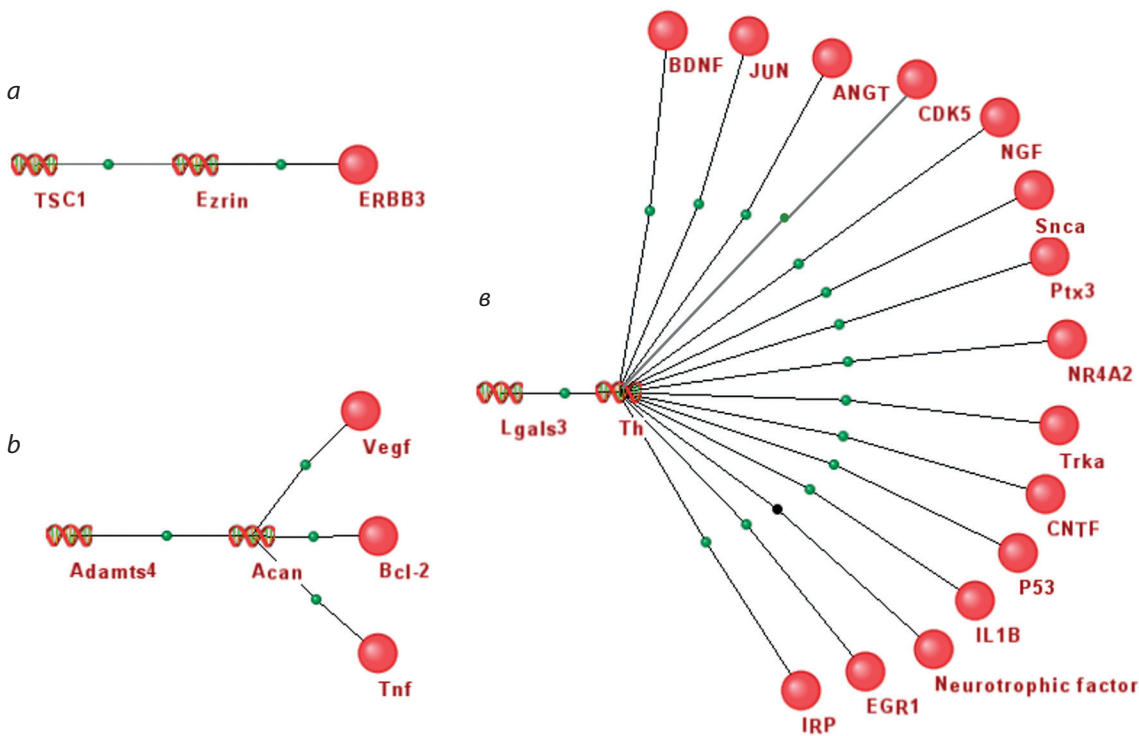 а
TSC1
Ezrin
ERBB3
b
Adamts4
Acan
Vegf
Bcl-2
Tnf
в
Lgals3
Th
BDNF
JUN
ANGT
CDK5
NGF
Snca
Ptx3
NR4A2
Trka
CNTF
P53
IL1B
Neurotrophic factor
EGR1
IRP